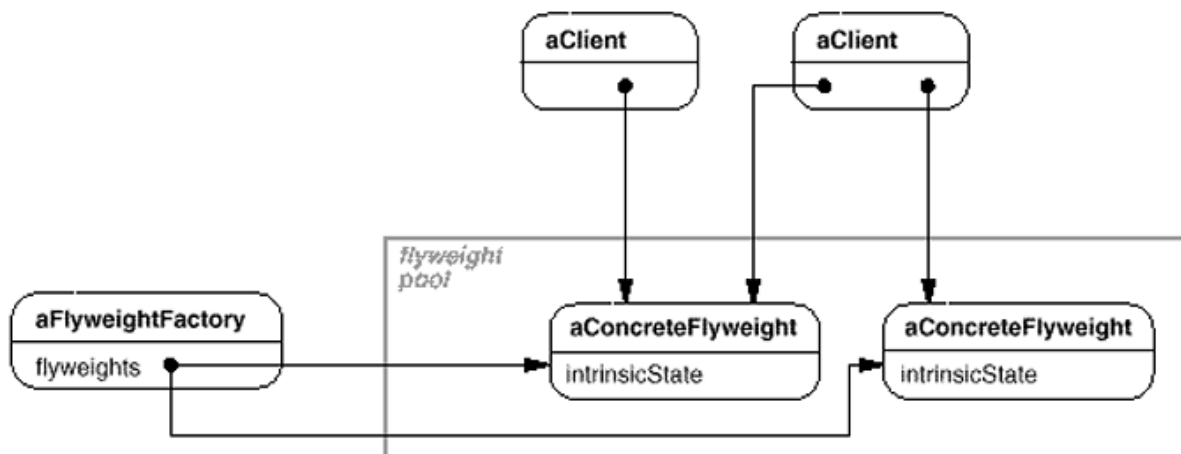 aClient
aClient
flyweight
pool
aFlyweightFactory
flyweights
aConcreteFlyweight
intrinsicState
aConcreteFlyweight
intrinsicState